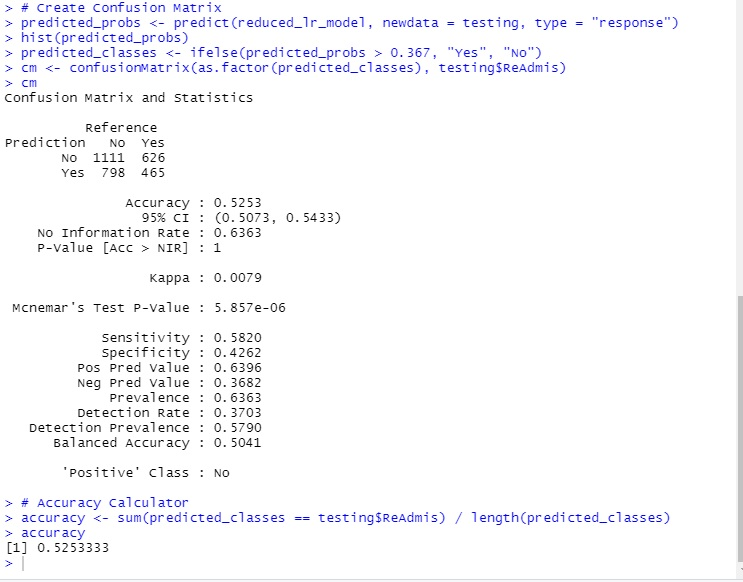 > # Create Confusion Matrix
> predicted_probs <- predict(reduced_lr_model, newdata = testing, type = "response")
> hist(predicted_probs)
> predicted_classes <- ifelse(predicted_probs > 0.367, "Yes", "No")
> cm <- confusionMatrix(as.factor(predicted_classes), testing$ReAdmis)
> cm
Confusion Matrix and Statistics

          Reference
Prediction   No  Yes
       No  1111  626
       Yes  798  465

               Accuracy : 0.5253
                 95% CI : (0.5073, 0.5433)
    No Information Rate : 0.6363
    P-Value [Acc > NIR] : 1

                  Kappa : 0.0079

 Mcnemar's Test P-Value : 5.857e-06

            Sensitivity : 0.5820
            Specificity : 0.4262
         Pos Pred Value : 0.6396
         Neg Pred Value : 0.3682
             Prevalence : 0.6363
         Detection Rate : 0.3703
   Detection Prevalence : 0.5790
      Balanced Accuracy : 0.5041

       'Positive' Class : No

> # Accuracy Calculator
> accuracy <- sum(predicted_classes == testing$ReAdmis) / length(predicted_classes)
> accuracy
[1] 0.5253333
>